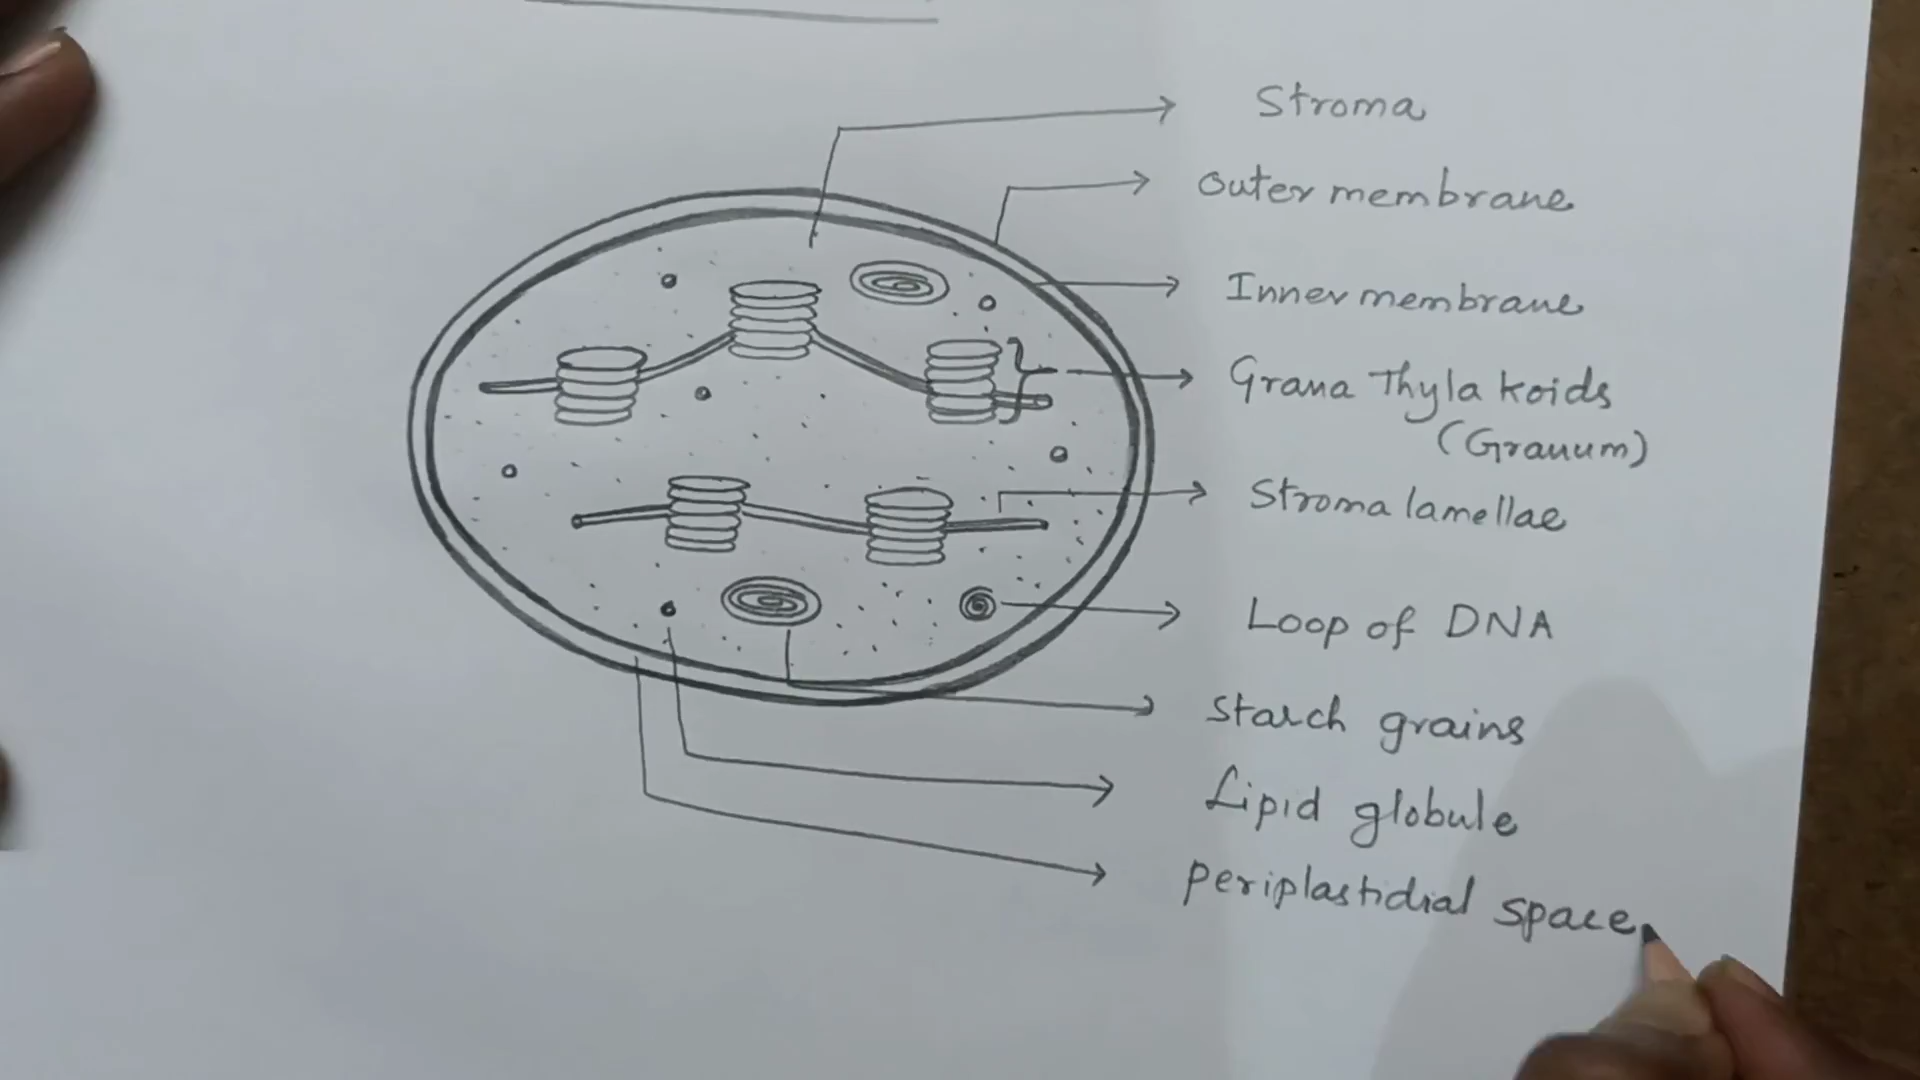 Stroma
Outer membrane
Inner membrane
Grana Thylakoids
(Granum)
Stroma lamellae
Loop of DNA
Starch grains
Lipid globule
Periplastidial space